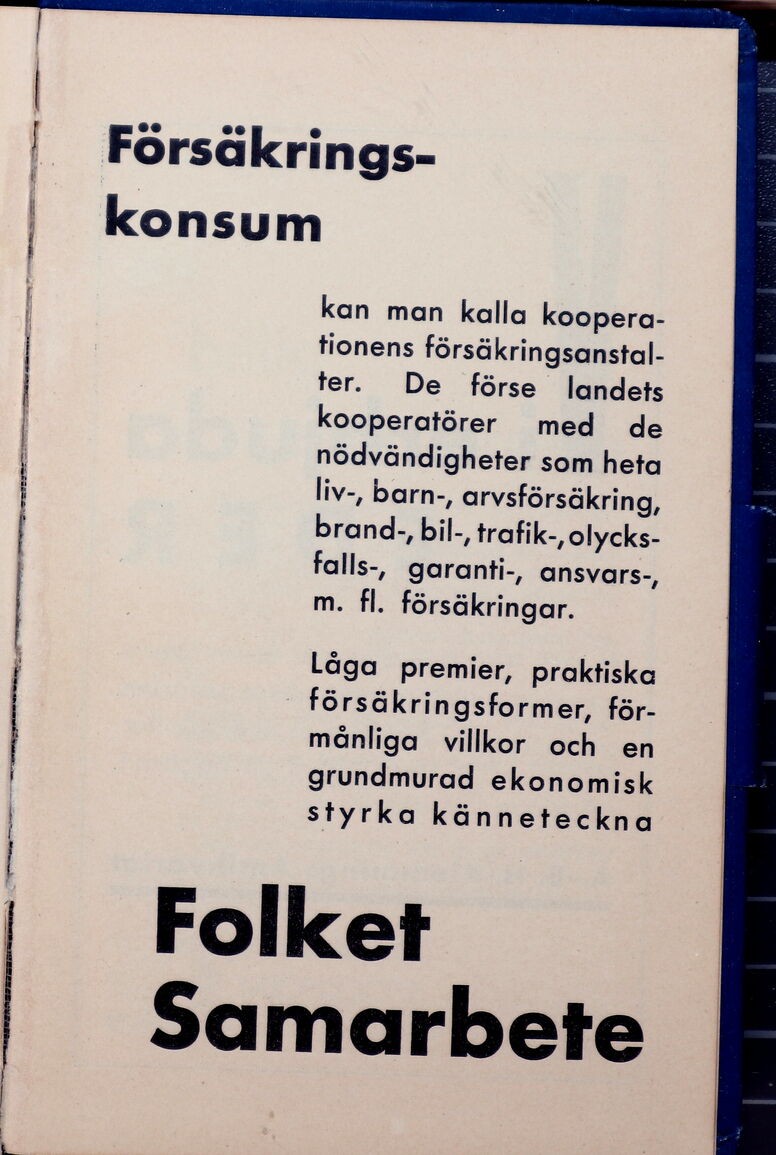 Försäkrings-
konsum
kan man kalla koopera-
tionens försäkringsanstal-
ter. De förse landets
kooperatörer med de
nödvändigheter som heta
liv-, barn-, arvsförsäkring,
brand-, bil-, trafik-, olycks-
falls-, garanti-, ansvars-,
m. fl. försäkringar.
Låga premier, praktiska
försäkringsformer, för-
månliga villkor och en
grundmurad ekonomisk
styrka känneteckna
Folket
Samarbete